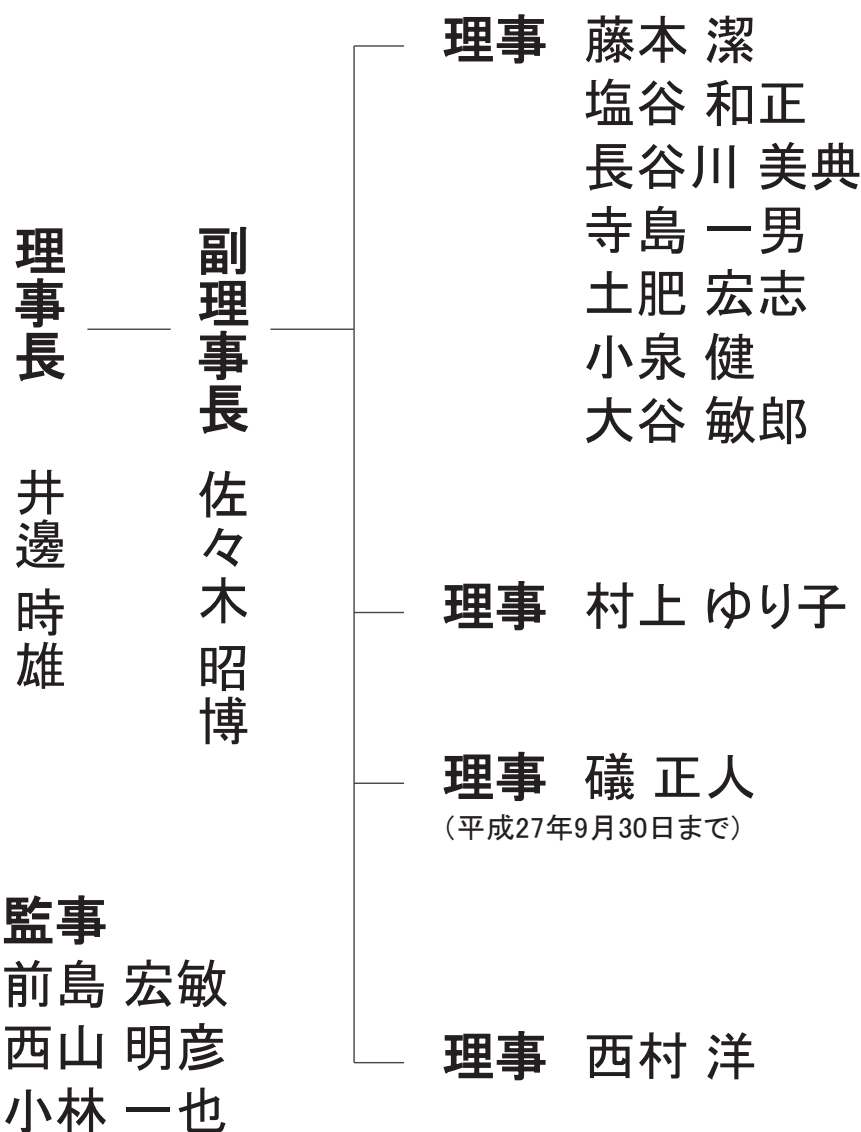 理事長 井邊 時雄
副理事長 佐々木 昭博
理事 藤本 潔
塩谷 和正
長谷川 美典
寺島 一男
土肥 宏志
小泉 健
大谷 敏郎
理事 村上 ゆり子
理事 礒 正人
（平成27年9月30日まで）
理事 西村 洋
監事
前島 宏敏
西山 明彦
小林 一也